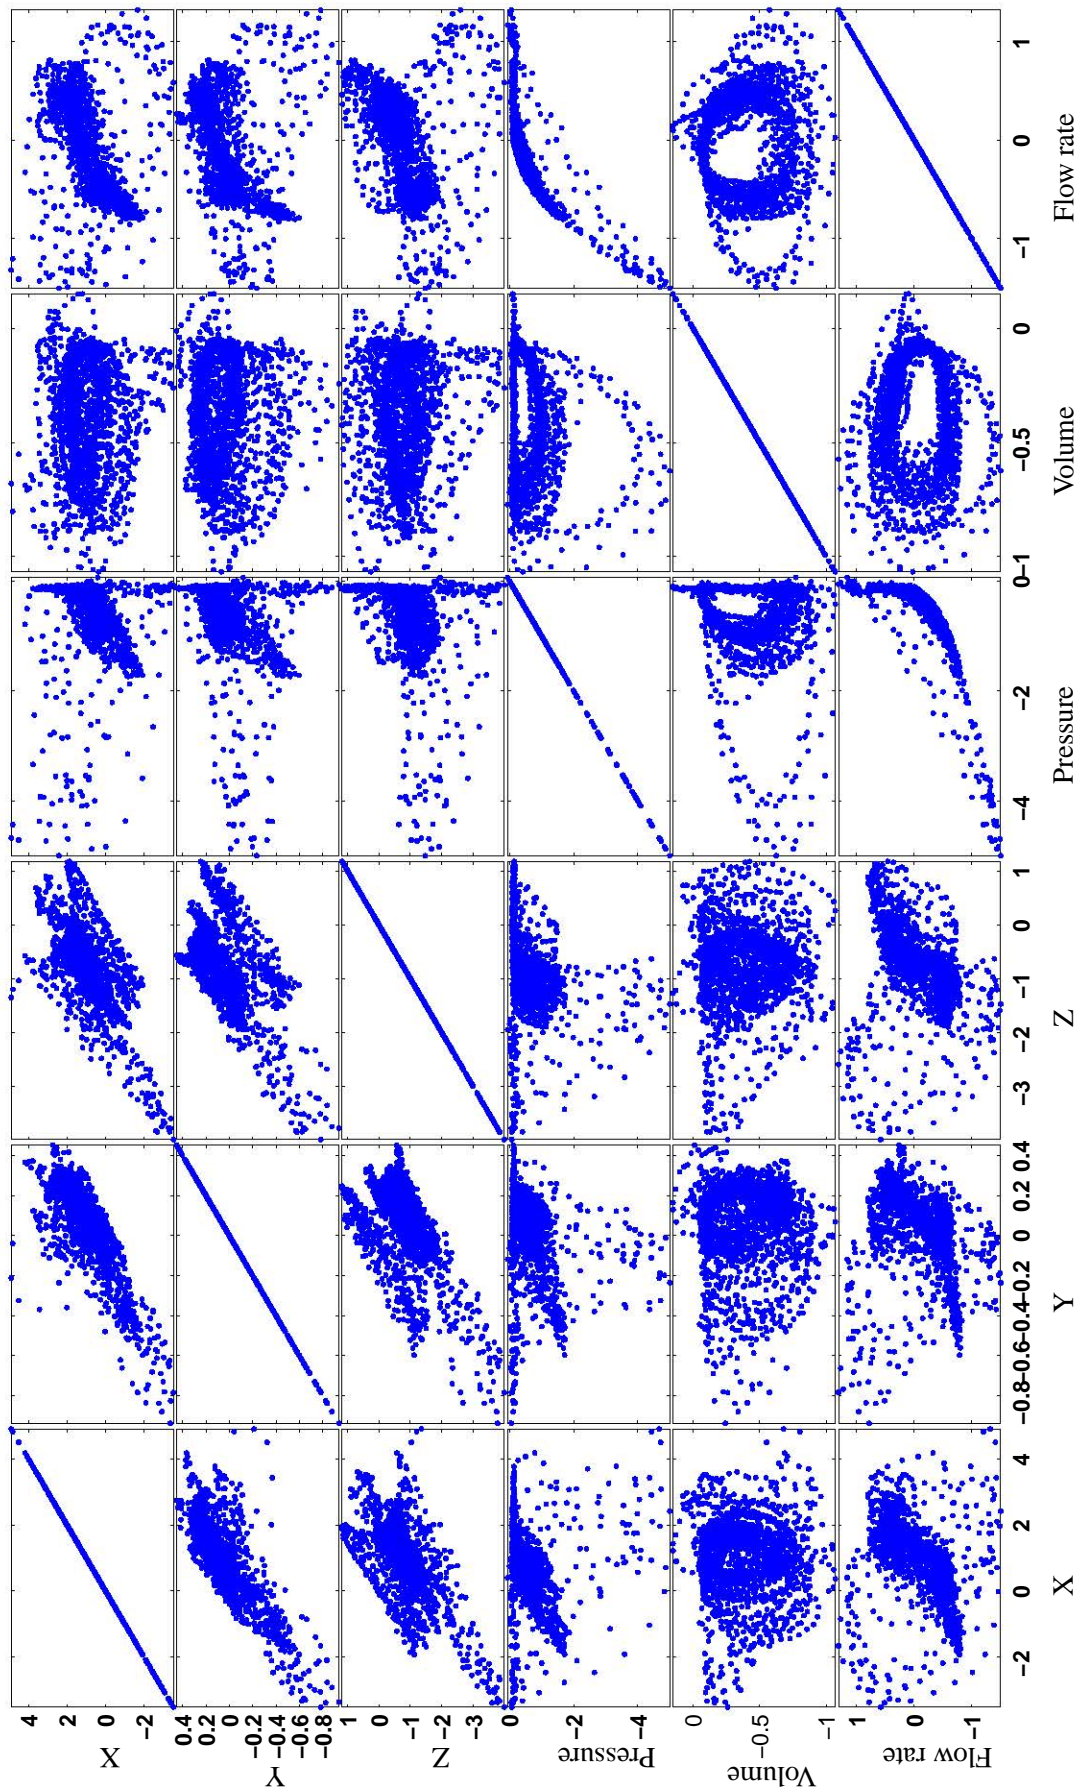 X
4
2
0
−2
Y
0.4
0.2
0
−0.2
−0.4
−0.6
−0.8
Z
1
0
−1
−2
−3
Pressure
0
−2
−4
Volume
0
−0.5
−1
Flow rate
1
0
−1
−2 0 2 4
−0.8 −0.6 −0.4 −0.2 0 0.2 0.4
−3 −2 −1 0 1
−4 −2 0
−1 −0.5 0
−1 0 1
X Y Z Pressure Volume Flow rate